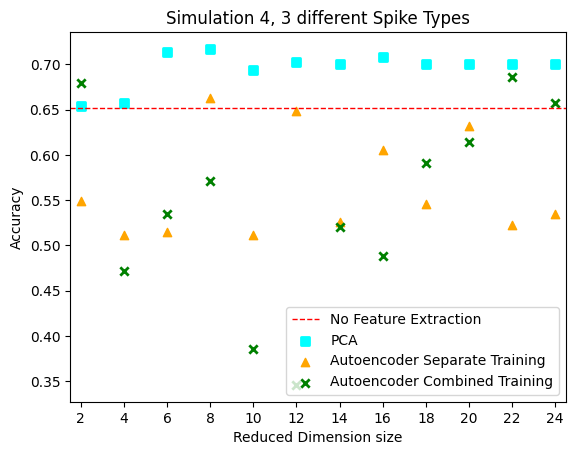 Simulation 4, 3 different Spike Types
Accuracy
0.70
0.65
0.60
0.55
0.50
0.45
0.40
0.35
No Feature Extraction
PCA
Autoencoder Separate Training
Autoencoder Combined Training
2 4 6 8 10 12 14 16 18 20 22 24
Reduced Dimension size